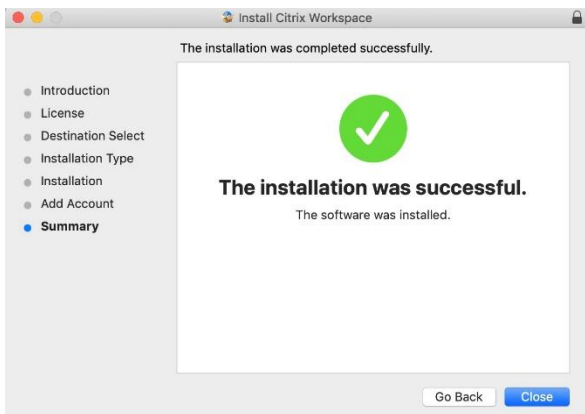 Install Citrix Workspace
The installation was completed successfully.
Introduction
License
Destination Select
Installation Type
Installation
Add Account
Summary
The installation was successful.
The software was installed.
Go Back
Close